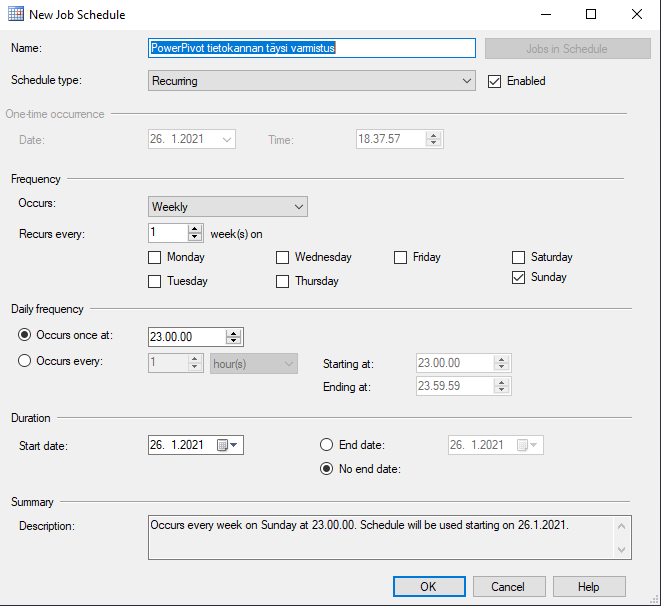 New Job Schedule
Name: PowerPivot tietokannan täysi varmistus Jobs in Schedule
Schedule type: Recurring Enabled
One-time occurrence
Date: 26. 1.2021 Time: 18.37.57
Frequency
Occurs: Weekly
Recurs every: 1 week(s) on
Monday Wednesday Friday Saturday
Tuesday Thursday Sunday
Daily frequency
Occurs once at: 23.00.00
Occurs every: 1 hour(s) Starting at: 23.00.00
Ending at: 23.59.59
Duration
Start date: 26. 1.2021 End date: 26. 1.2021
No end date:
Summary
Description: Occurs every week on Sunday at 23.00.00. Schedule will be used starting on 26.1.2021.
OK Cancel Help